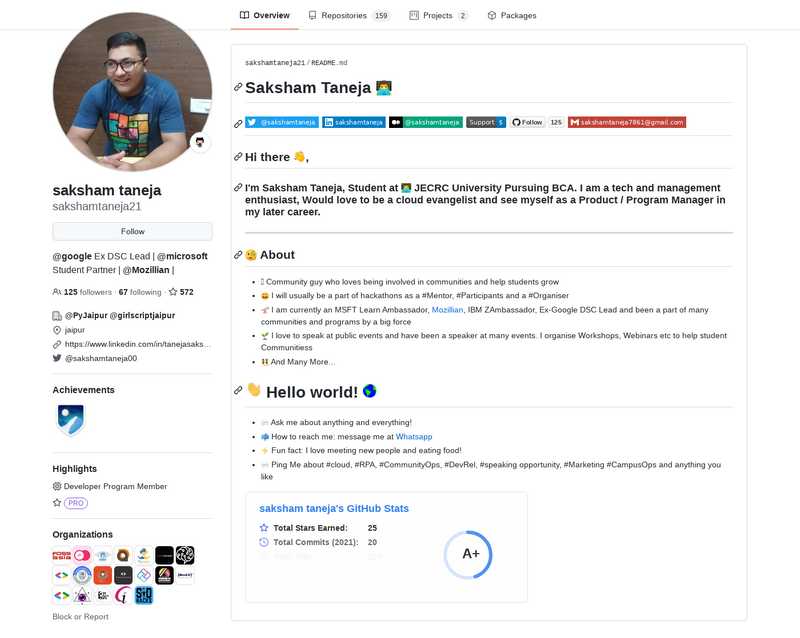 Overview
Repositories 159
Projects 2
Packages
saksham taneja
sakshamtaneja21
Follow
@google Ex DSC Lead | @microsoft
Student Partner | @Mozillian |
125 followers · 67 following · 572
@PyJaipur @girlscriptjaipur
jaipur
https://www.linkedin.com/in/tanejasaks...
@sakshamtaneja00
Achievements
Highlights
Developer Program Member
PRO
Organizations
Block or Report
sakshamtaneja21/README.md
Saksham Taneja
@sakshamtaneja
sakshamtaneja
@sakshamtaneja
Support $
Follow 125
sakshamtaneja7861@gmail.com
Hi there 👋,
I'm Saksham Taneja, Student at 👨‍💻 JECRC University Pursuing BCA. I am a tech and management
enthusiast, Would love to be a cloud evangelist and see myself as a Product / Program Manager in
my later career.
About
Community guy who loves being involved in communities and help students grow
I will usually be a part of hackathons as a #Mentor, #Participants and a #Organiser
I am currently an MSFT Learn Ambassador, Mozillian, IBM ZAmbassador, Ex-Google DSC Lead and been a part of many
communities and programs by a big force
I love to speak at public events and have been a speaker at many events. I organise Workshops, Webinars etc to help student
Communitiess
And Many More...
Hello world!
Ask me about anything and everything!
How to reach me: message me at Whatsapp
Fun fact: I love meeting new people and eating food!
Ping Me about #cloud, #RPA, #CommunityOps, #DevRel, #speaking opportunity, #Marketing #CampusOps and anything you
like
saksham taneja's GitHub Stats
Total Stars Earned: 25
Total Commits (2021): 20
A+